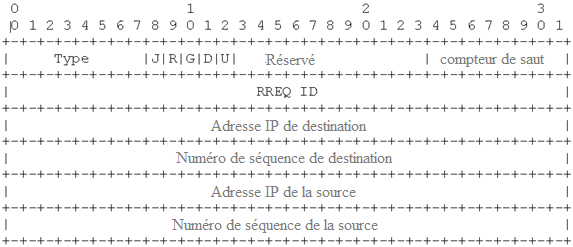 0                   1                   2                   3
0 1 2 3 4 5 6 7 8 9 0 1 2 3 4 5 6 7 8 9 0 1 2 3 4 5 6 7 8 9 0 1
+-+-+-+-+-+-+-+-+-+-+-+-+-+-+-+-+-+-+-+-+-+-+-+-+-+-+-+-+-+-+-+-+
| Type |J|R|G|D|U| Réservé | compteur de saut |
+-+-+-+-+-+-+-+-+-+-+-+-+-+-+-+-+-+-+-+-+-+-+-+-+-+-+-+-+-+-+-+-+
| RREQ ID |
+-+-+-+-+-+-+-+-+-+-+-+-+-+-+-+-+-+-+-+-+-+-+-+-+-+-+-+-+-+-+-+-+
| Adresse IP de destination |
+-+-+-+-+-+-+-+-+-+-+-+-+-+-+-+-+-+-+-+-+-+-+-+-+-+-+-+-+-+-+-+-+
| Numéro de séquence de destination |
+-+-+-+-+-+-+-+-+-+-+-+-+-+-+-+-+-+-+-+-+-+-+-+-+-+-+-+-+-+-+-+-+
| Adresse IP de la source |
+-+-+-+-+-+-+-+-+-+-+-+-+-+-+-+-+-+-+-+-+-+-+-+-+-+-+-+-+-+-+-+-+
| Numéro de séquence de la source |
+-+-+-+-+-+-+-+-+-+-+-+-+-+-+-+-+-+-+-+-+-+-+-+-+-+-+-+-+-+-+-+-+